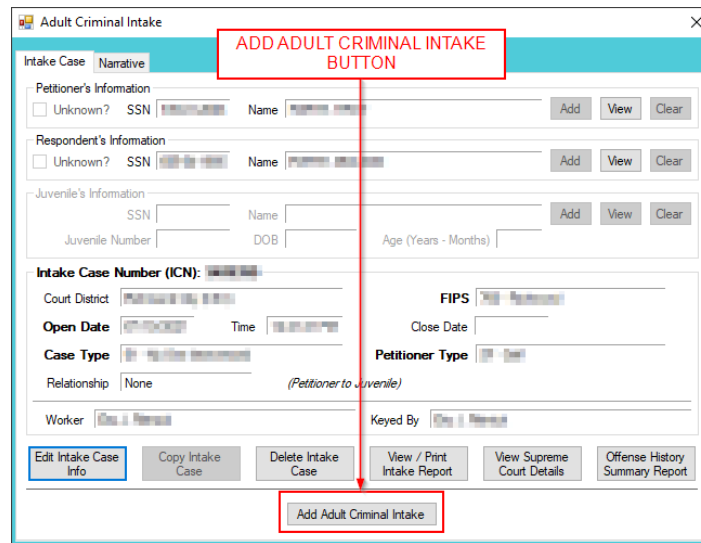 Adult Criminal Intake
ADD ADULT CRIMINAL INTAKE
BUTTON
Intake Case Narrative
Petitioner's Information
Unknown? SSN Name Add View Clear
Respondent's Information
Unknown? SSN Name Add View Clear
Juvenile's Information
SSN Name Add View Clear
Juvenile Number DOB Age (Years - Months)
Intake Case Number (ICN):
Court District FIPS
Open Date Time Close Date
Case Type Petitioner Type
Relationship None (Petitioner to Juvenile)
Worker Keyed By
Edit Intake Case Info
Copy Intake Case
Delete Intake Case
View / Print Intake Report
View Supreme Court Details
Offense History Summary Report
Add Adult Criminal Intake